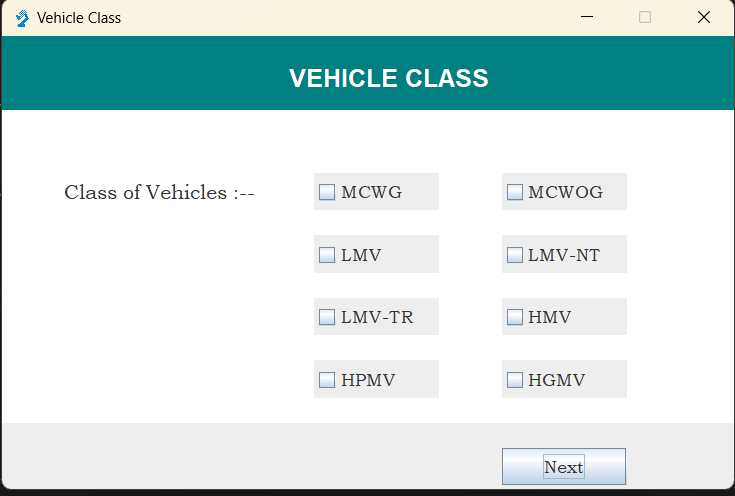 Vehicle Class
VEHICLE CLASS
Class of Vehicles :--
MCWG
MCWOG
LMV
LMV-NT
LMV-TR
HMV
HPMV
HGMV
Next